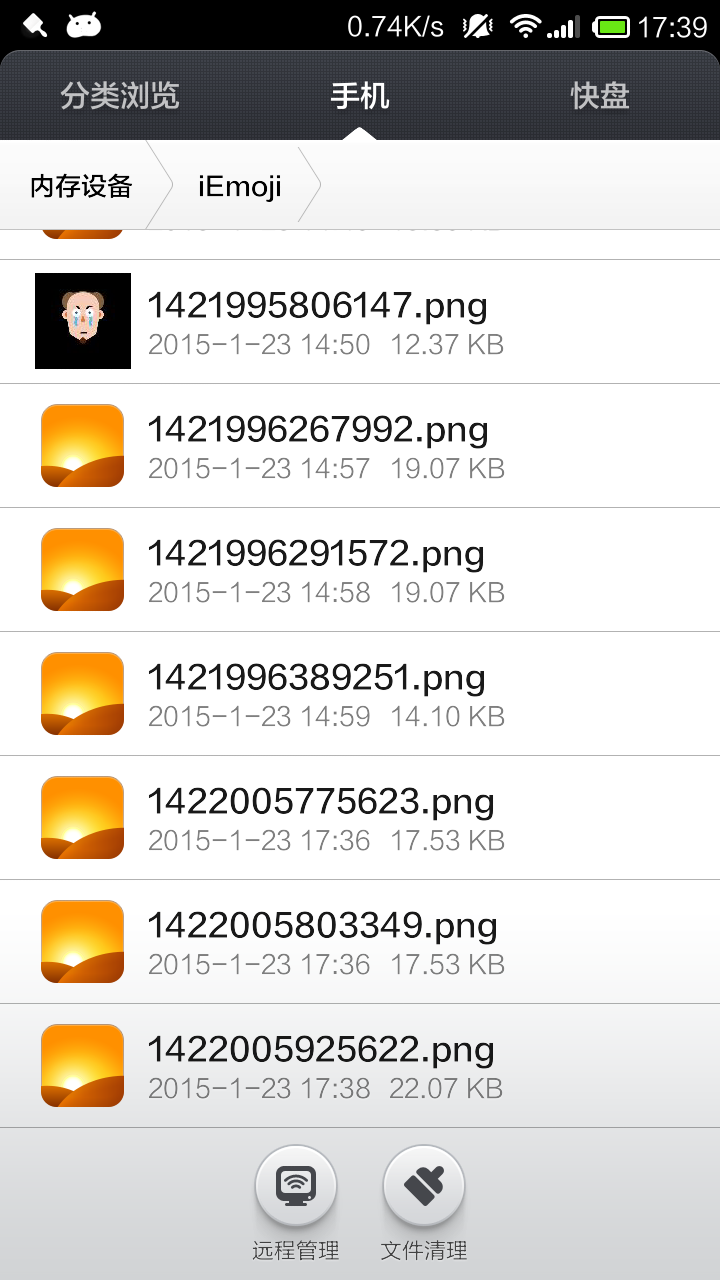 0.74K/s 17:39
分类浏览 手机 快盘
内存设备 iEmoji
1421995806147.png
2015-1-23 14:50 12.37 KB
1421996267992.png
2015-1-23 14:57 19.07 KB
1421996291572.png
2015-1-23 14:58 19.07 KB
1421996389251.png
2015-1-23 14:59 14.10 KB
1422005775623.png
2015-1-23 17:36 17.53 KB
1422005803349.png
2015-1-23 17:36 17.53 KB
1422005925622.png
2015-1-23 17:38 22.07 KB
远程管理 文件清理